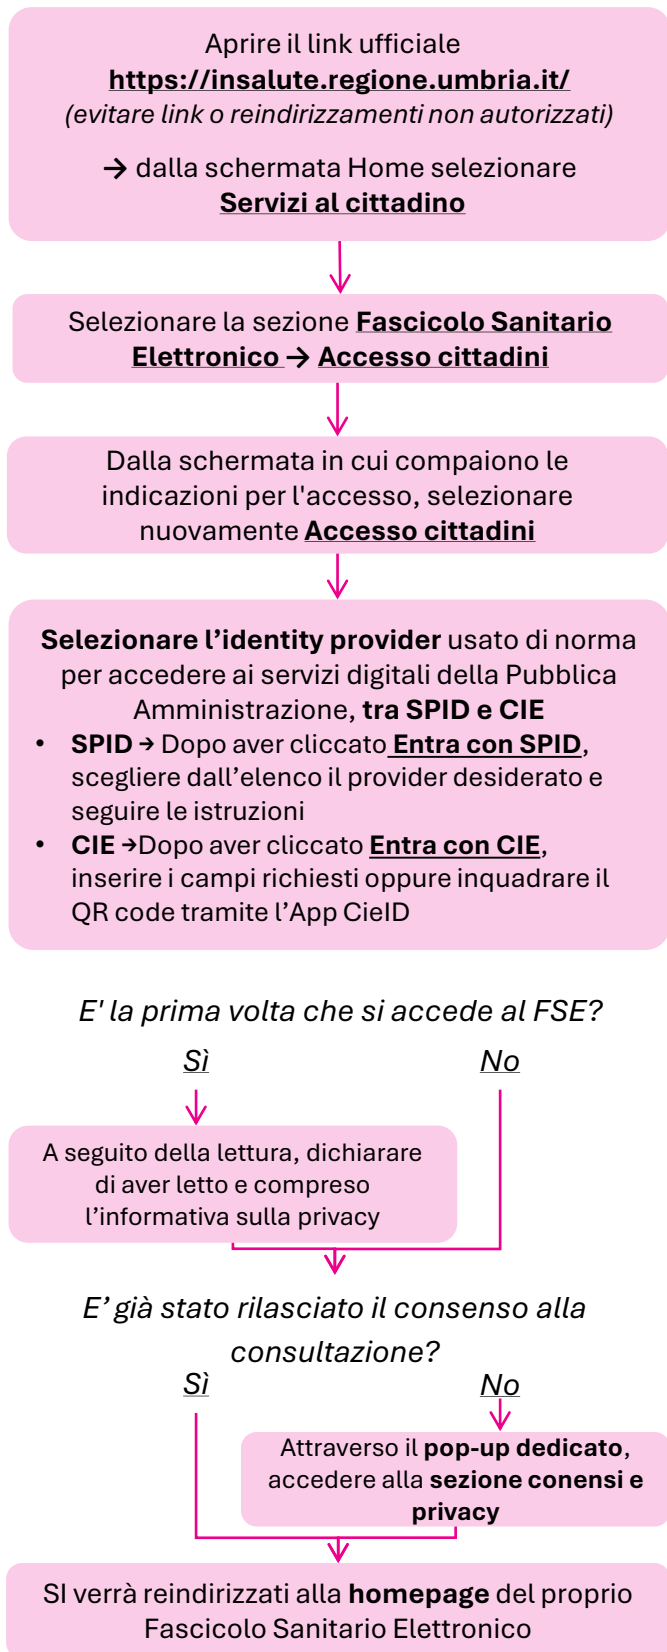 Aprire il link ufficiale
https://insalute.regione.umbria.it/
(evitare link o reindirizzamenti non autorizzati)
→ dalla schermata Home selezionare
Servizi al cittadino
Selezionare la sezione Fascicolo Sanitario
Elettronico → Accesso cittadini
Dalla schermata in cui compaiono le
indicazioni per l'accesso, selezionare
nuovamente Accesso cittadini
Selezionare l’identity provider usato di norma
per accedere ai servizi digitali della Pubblica
Amministrazione, tra SPID e CIE
• SPID → Dopo aver cliccato Entra con SPID,
scegliere dall’elenco il provider desiderato e
seguire le istruzioni
• CIE →Dopo aver cliccato Entra con CIE,
inserire i campi richiesti oppure inquadrare il
QR code tramite l’App CieID
E' la prima volta che si accede al FSE?
Sì No
A seguito della lettura, dichiarare
di aver letto e compreso
l’informativa sulla privacy
E’ già stato rilasciato il consenso alla
consultazione?
Sì No
Attraverso il pop-up dedicato,
accedere alla sezione conensi e
privacy
SI verrà reindirizzati alla homepage del proprio
Fascicolo Sanitario Elettronico